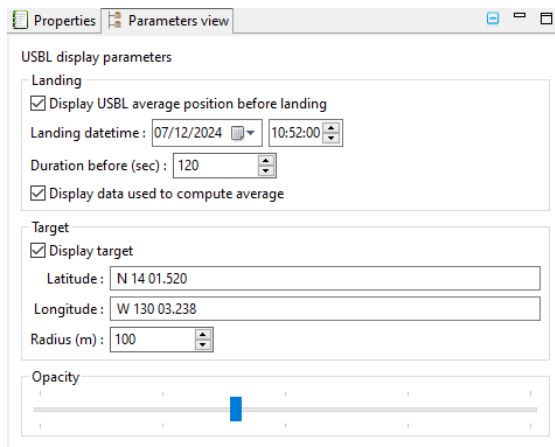 Properties Parameters view
USBL display parameters
Landing
Display USBL average position before landing
Landing datetime : 07/12/2024 10:52:00
Duration before (sec) : 120
Display data used to compute average
Target
Display target
Latitude : N 14 01.520
Longitude : W 130 03.238
Radius (m) : 100
Opacity